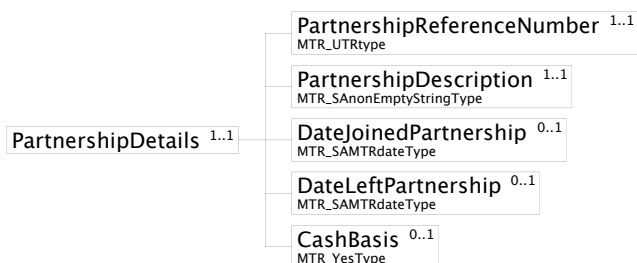 PartnershipReferenceNumber 1..1
MTR_UTRtype
PartnershipDescription 1..1
MTR_SAnonEmptyStringType
PartnershipDetails 1..1
DateJoinedPartnership 0..1
MTR_SAMTRdateType
DateLeftPartnership 0..1
MTR_SAMTRdateType
CashBasis 0..1
MTR_YesType